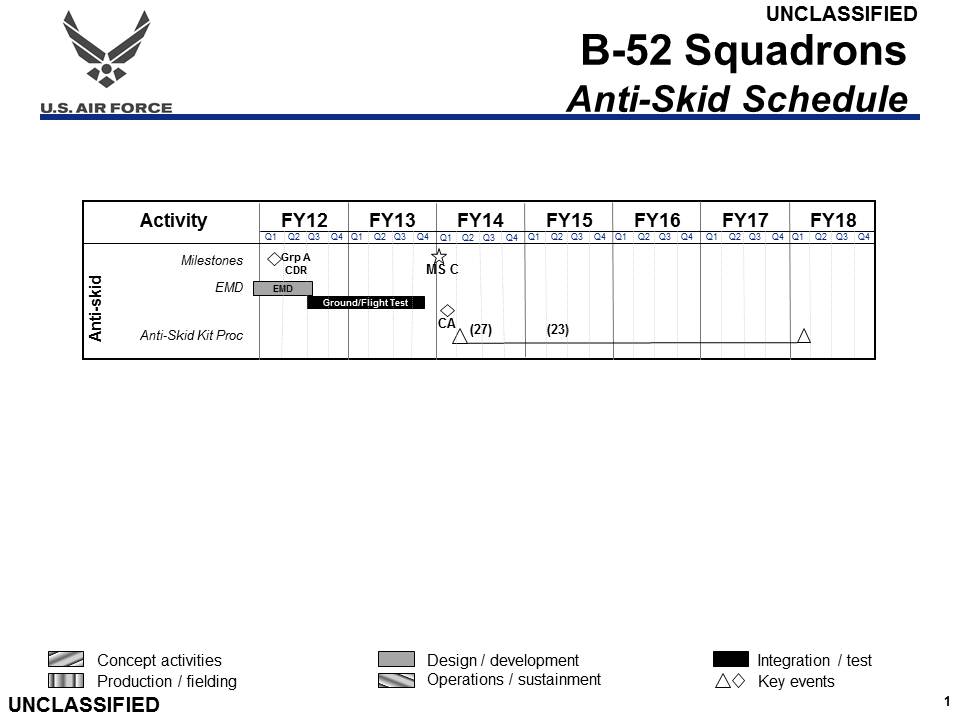 UNCLASSIFIED
B-52 Squadrons
Anti-Skid Schedule
U.S. AIR FORCE
Activity FY12 FY13 FY14 FY15 FY16 FY17 FY18
Q1 Q2 Q3 Q4 Q1 Q2 Q3 Q4 Q1 Q2 Q3 Q4 Q1 Q2 Q3 Q4 Q1 Q2 Q3 Q4 Q1 Q2 Q3 Q4 Q1 Q2 Q3 Q4
Anti-skid
Milestones
Grp A
CDR
MS C
EMD
EMD
Ground/Flight Test
CA
Anti-Skid Kit Proc
(27)
(23)
Concept activities
Design / development
Integration / test
Production / fielding
Operations / sustainment
Key events
UNCLASSIFIED
1